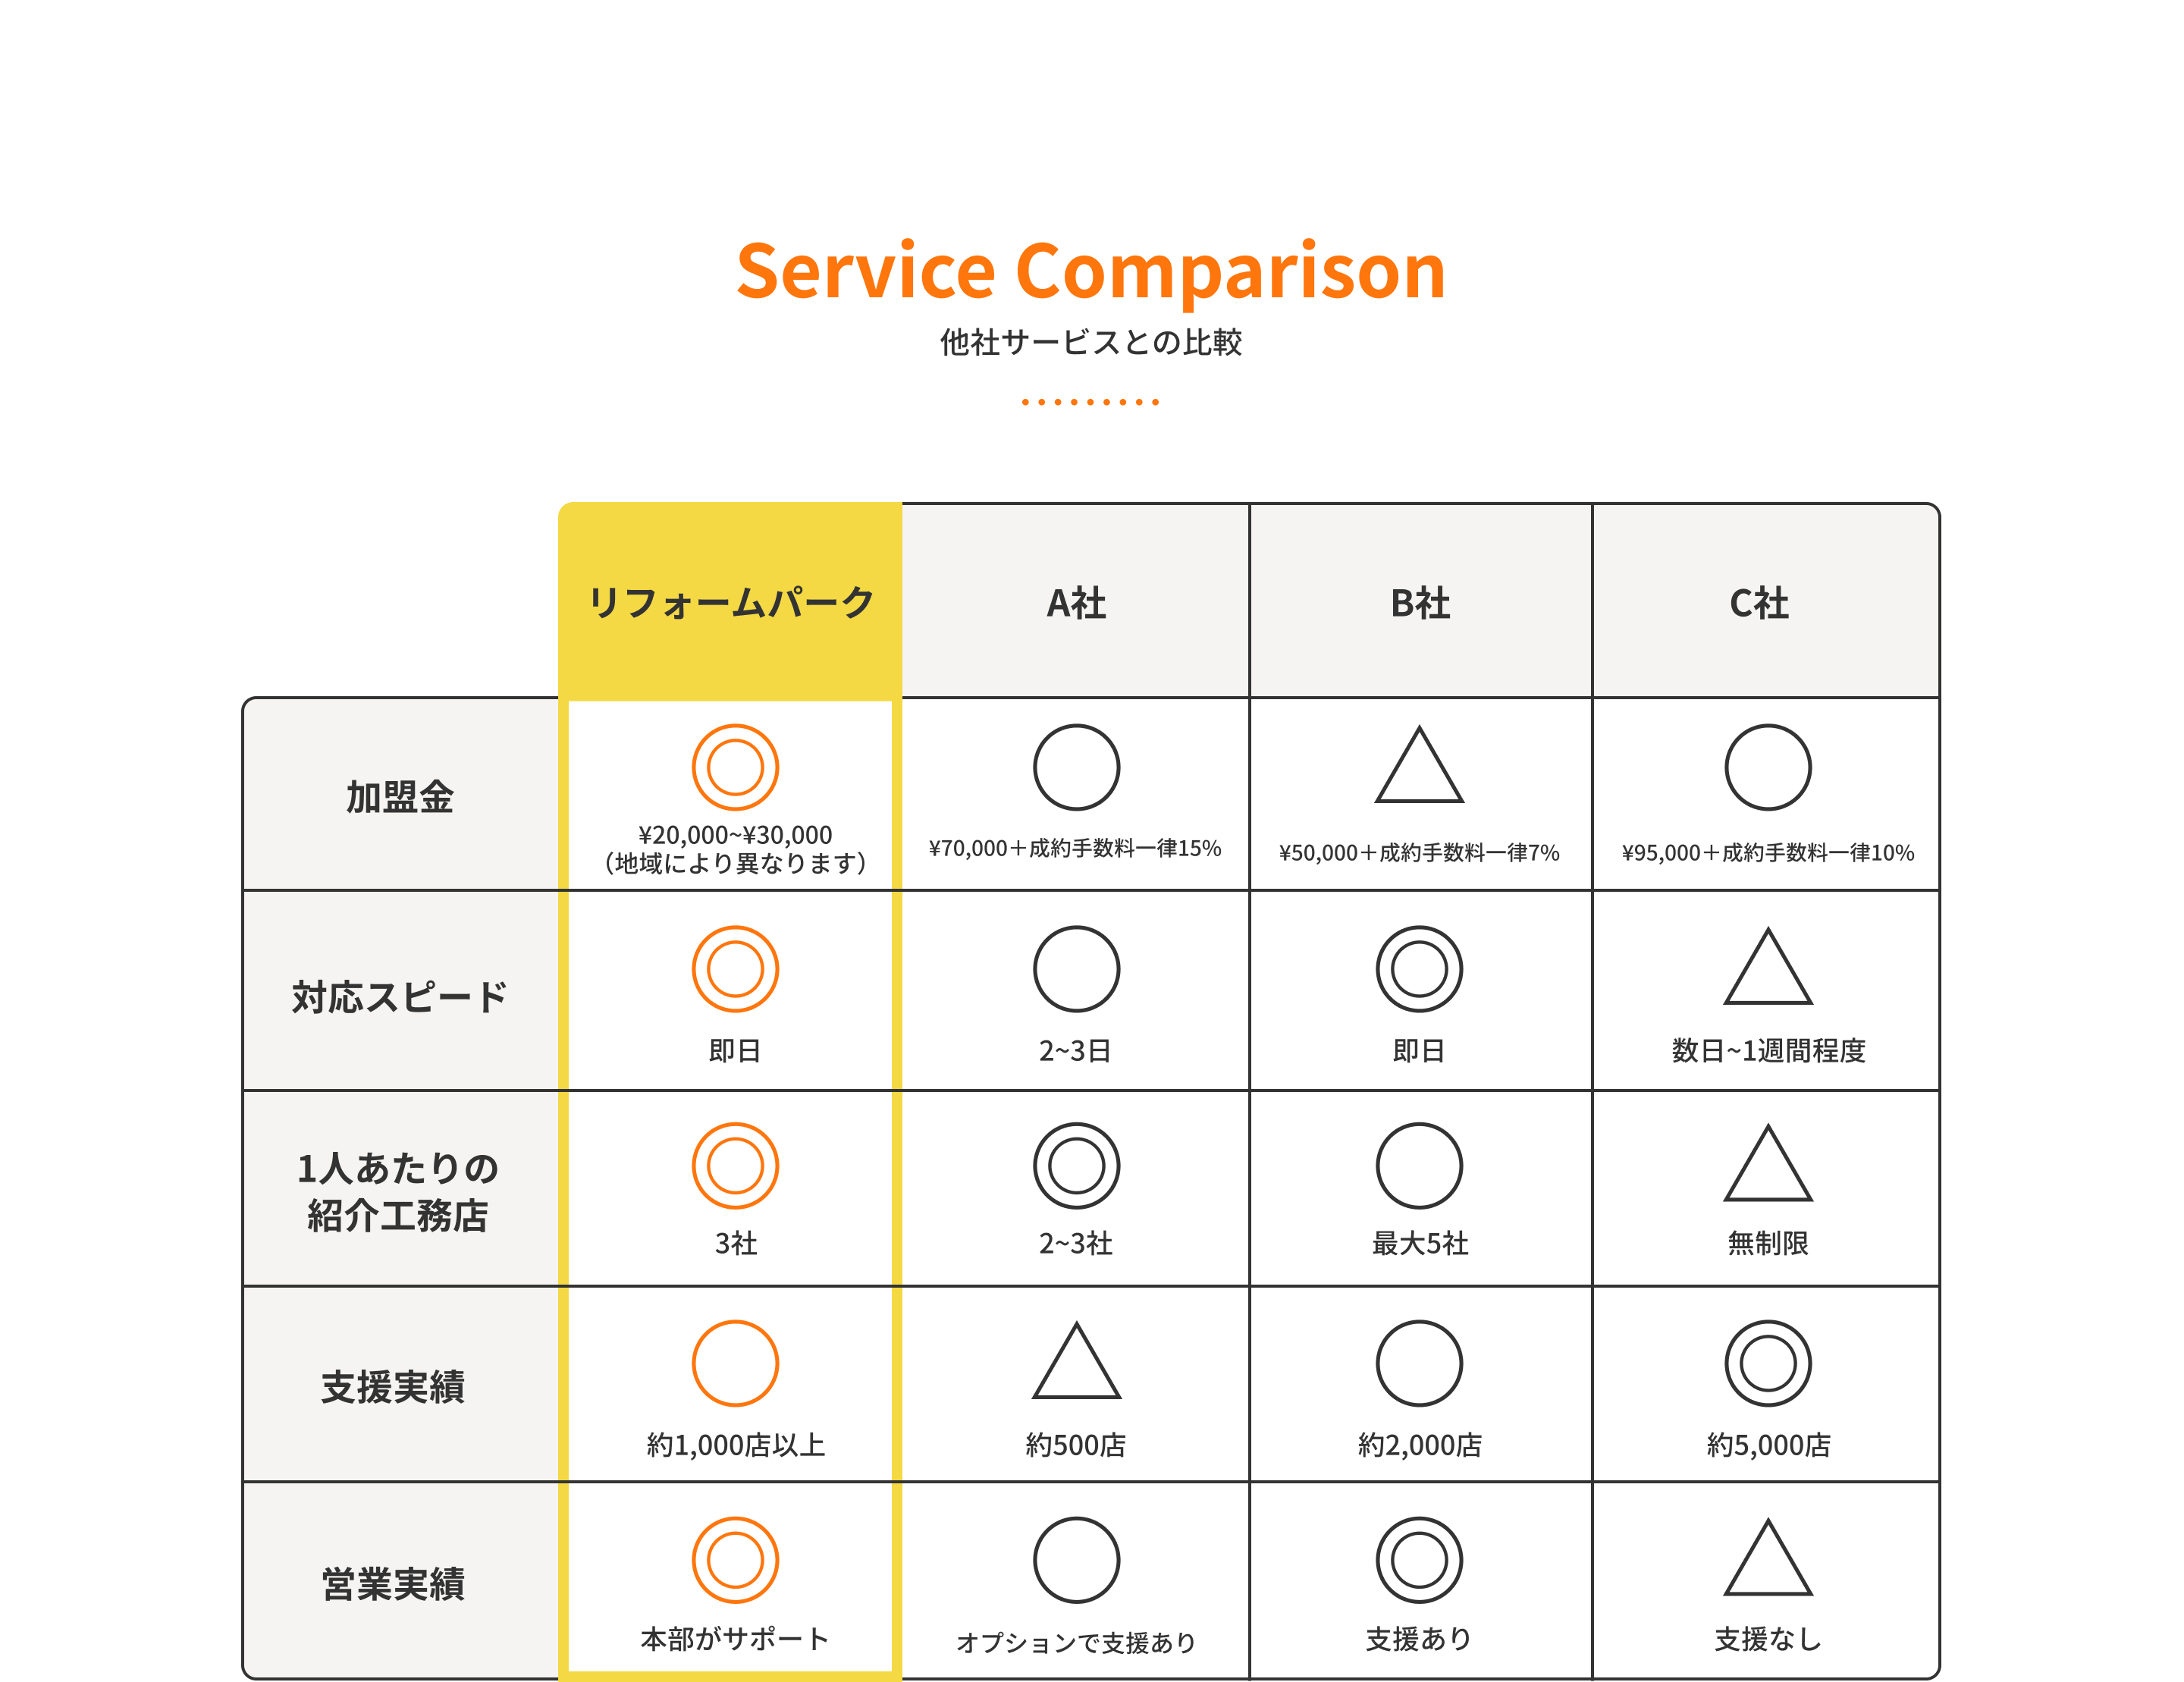 Service Comparison
他社サービスとの比較
リフォームパーク
A社
B社
C社
加盟金
¥20,000~¥30,000
（地域により異なります）
¥70,000＋成約手数料一律15%
¥50,000＋成約手数料一律7%
¥95,000＋成約手数料一律10%
対応スピード
即日
2~3日
即日
数日~1週間程度
1人あたりの
紹介工務店
3社
2~3社
最大5社
無制限
支援実績
約1,000店以上
約500店
約2,000店
約5,000店
営業実績
本部がサポート
オプションで支援あり
支援あり
支援なし